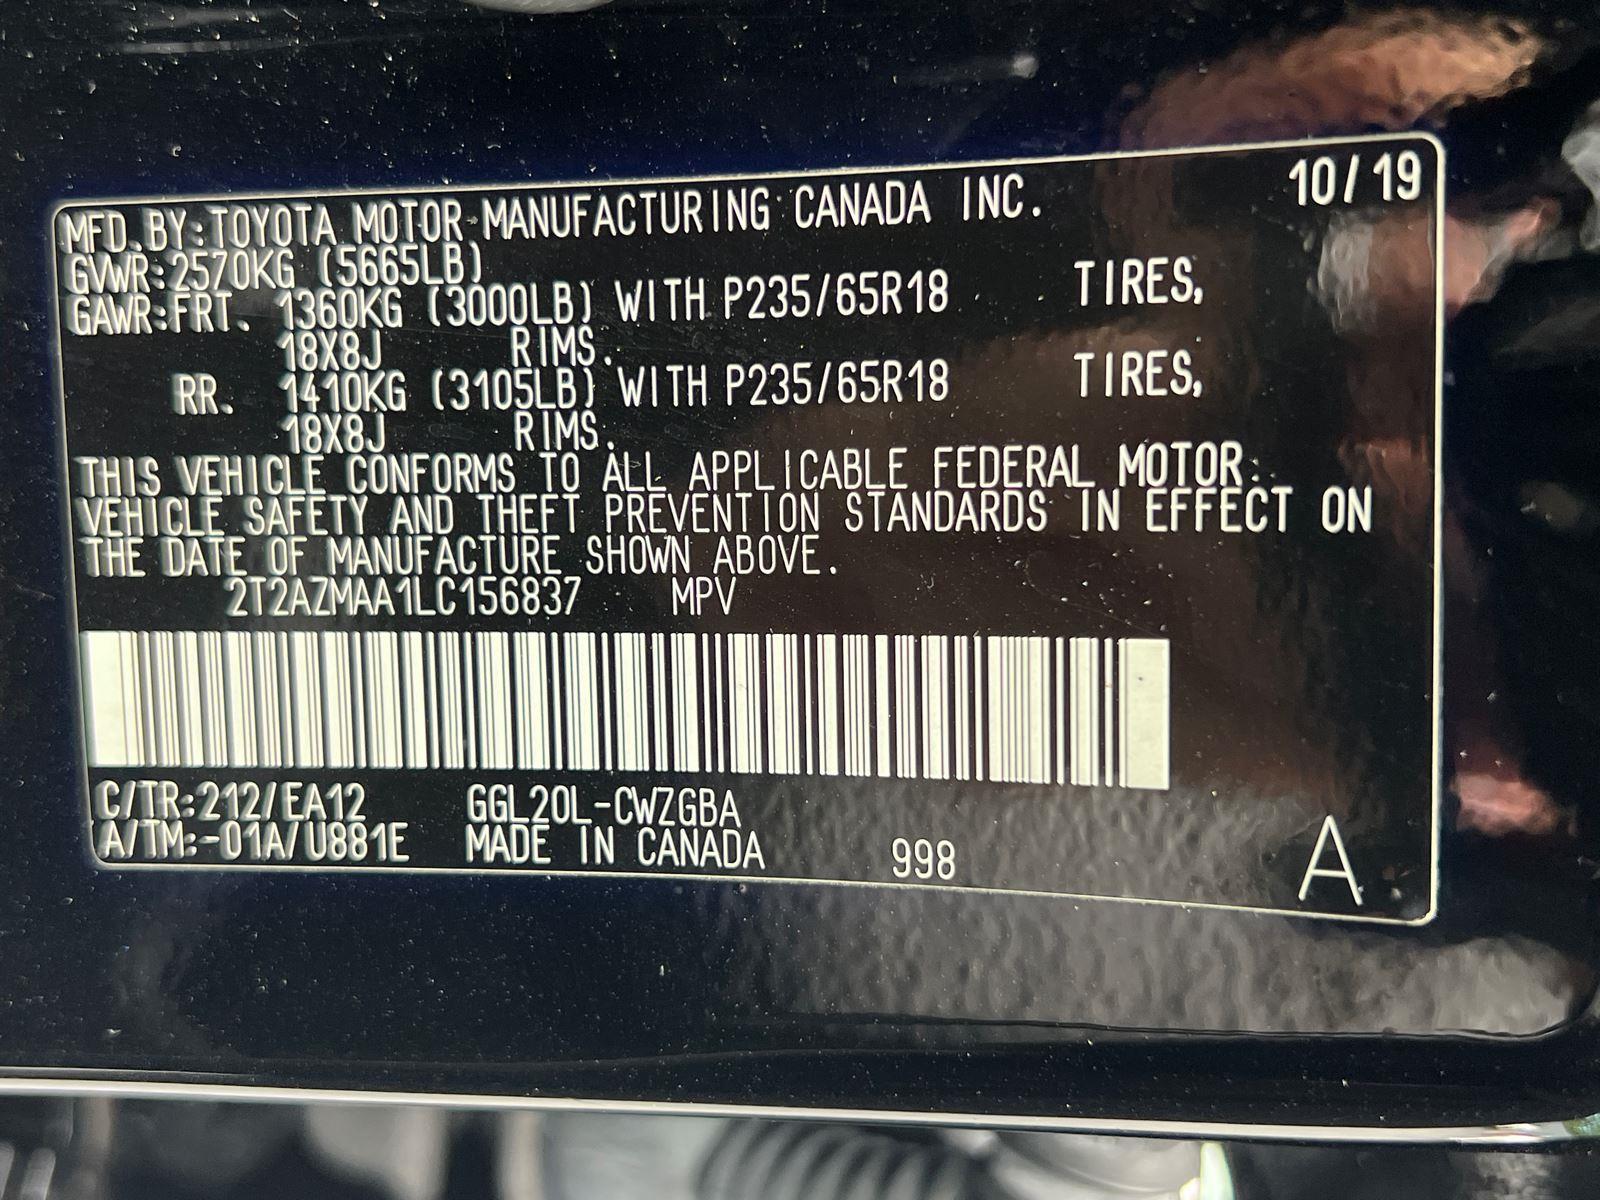 MFD.BY:TOYOTA MOTOR MANUFACTURING CANADA INC. 10/19
GVWR:2570KG (5665LB)
GAWR:FRT. 1360KG (3000LB) WITH P235/65R18 TIRES,
18X8J RIMS.
RR. 1410KG (3105LB) WITH P235/65R18 TIRES,
18X8J RIMS.
THIS VEHICLE CONFORMS TO ALL APPLICABLE FEDERAL MOTOR
VEHICLE SAFETY AND THEFT PREVENTION STANDARDS IN EFFECT ON
THE DATE OF MANUFACTURE SHOWN ABOVE.
2T2AZMAA1LC156837 MPV
C/TR:212/EA12 GGL20L-CWZGBA
A/TM:-01A/U881E MADE IN CANADA 998 A